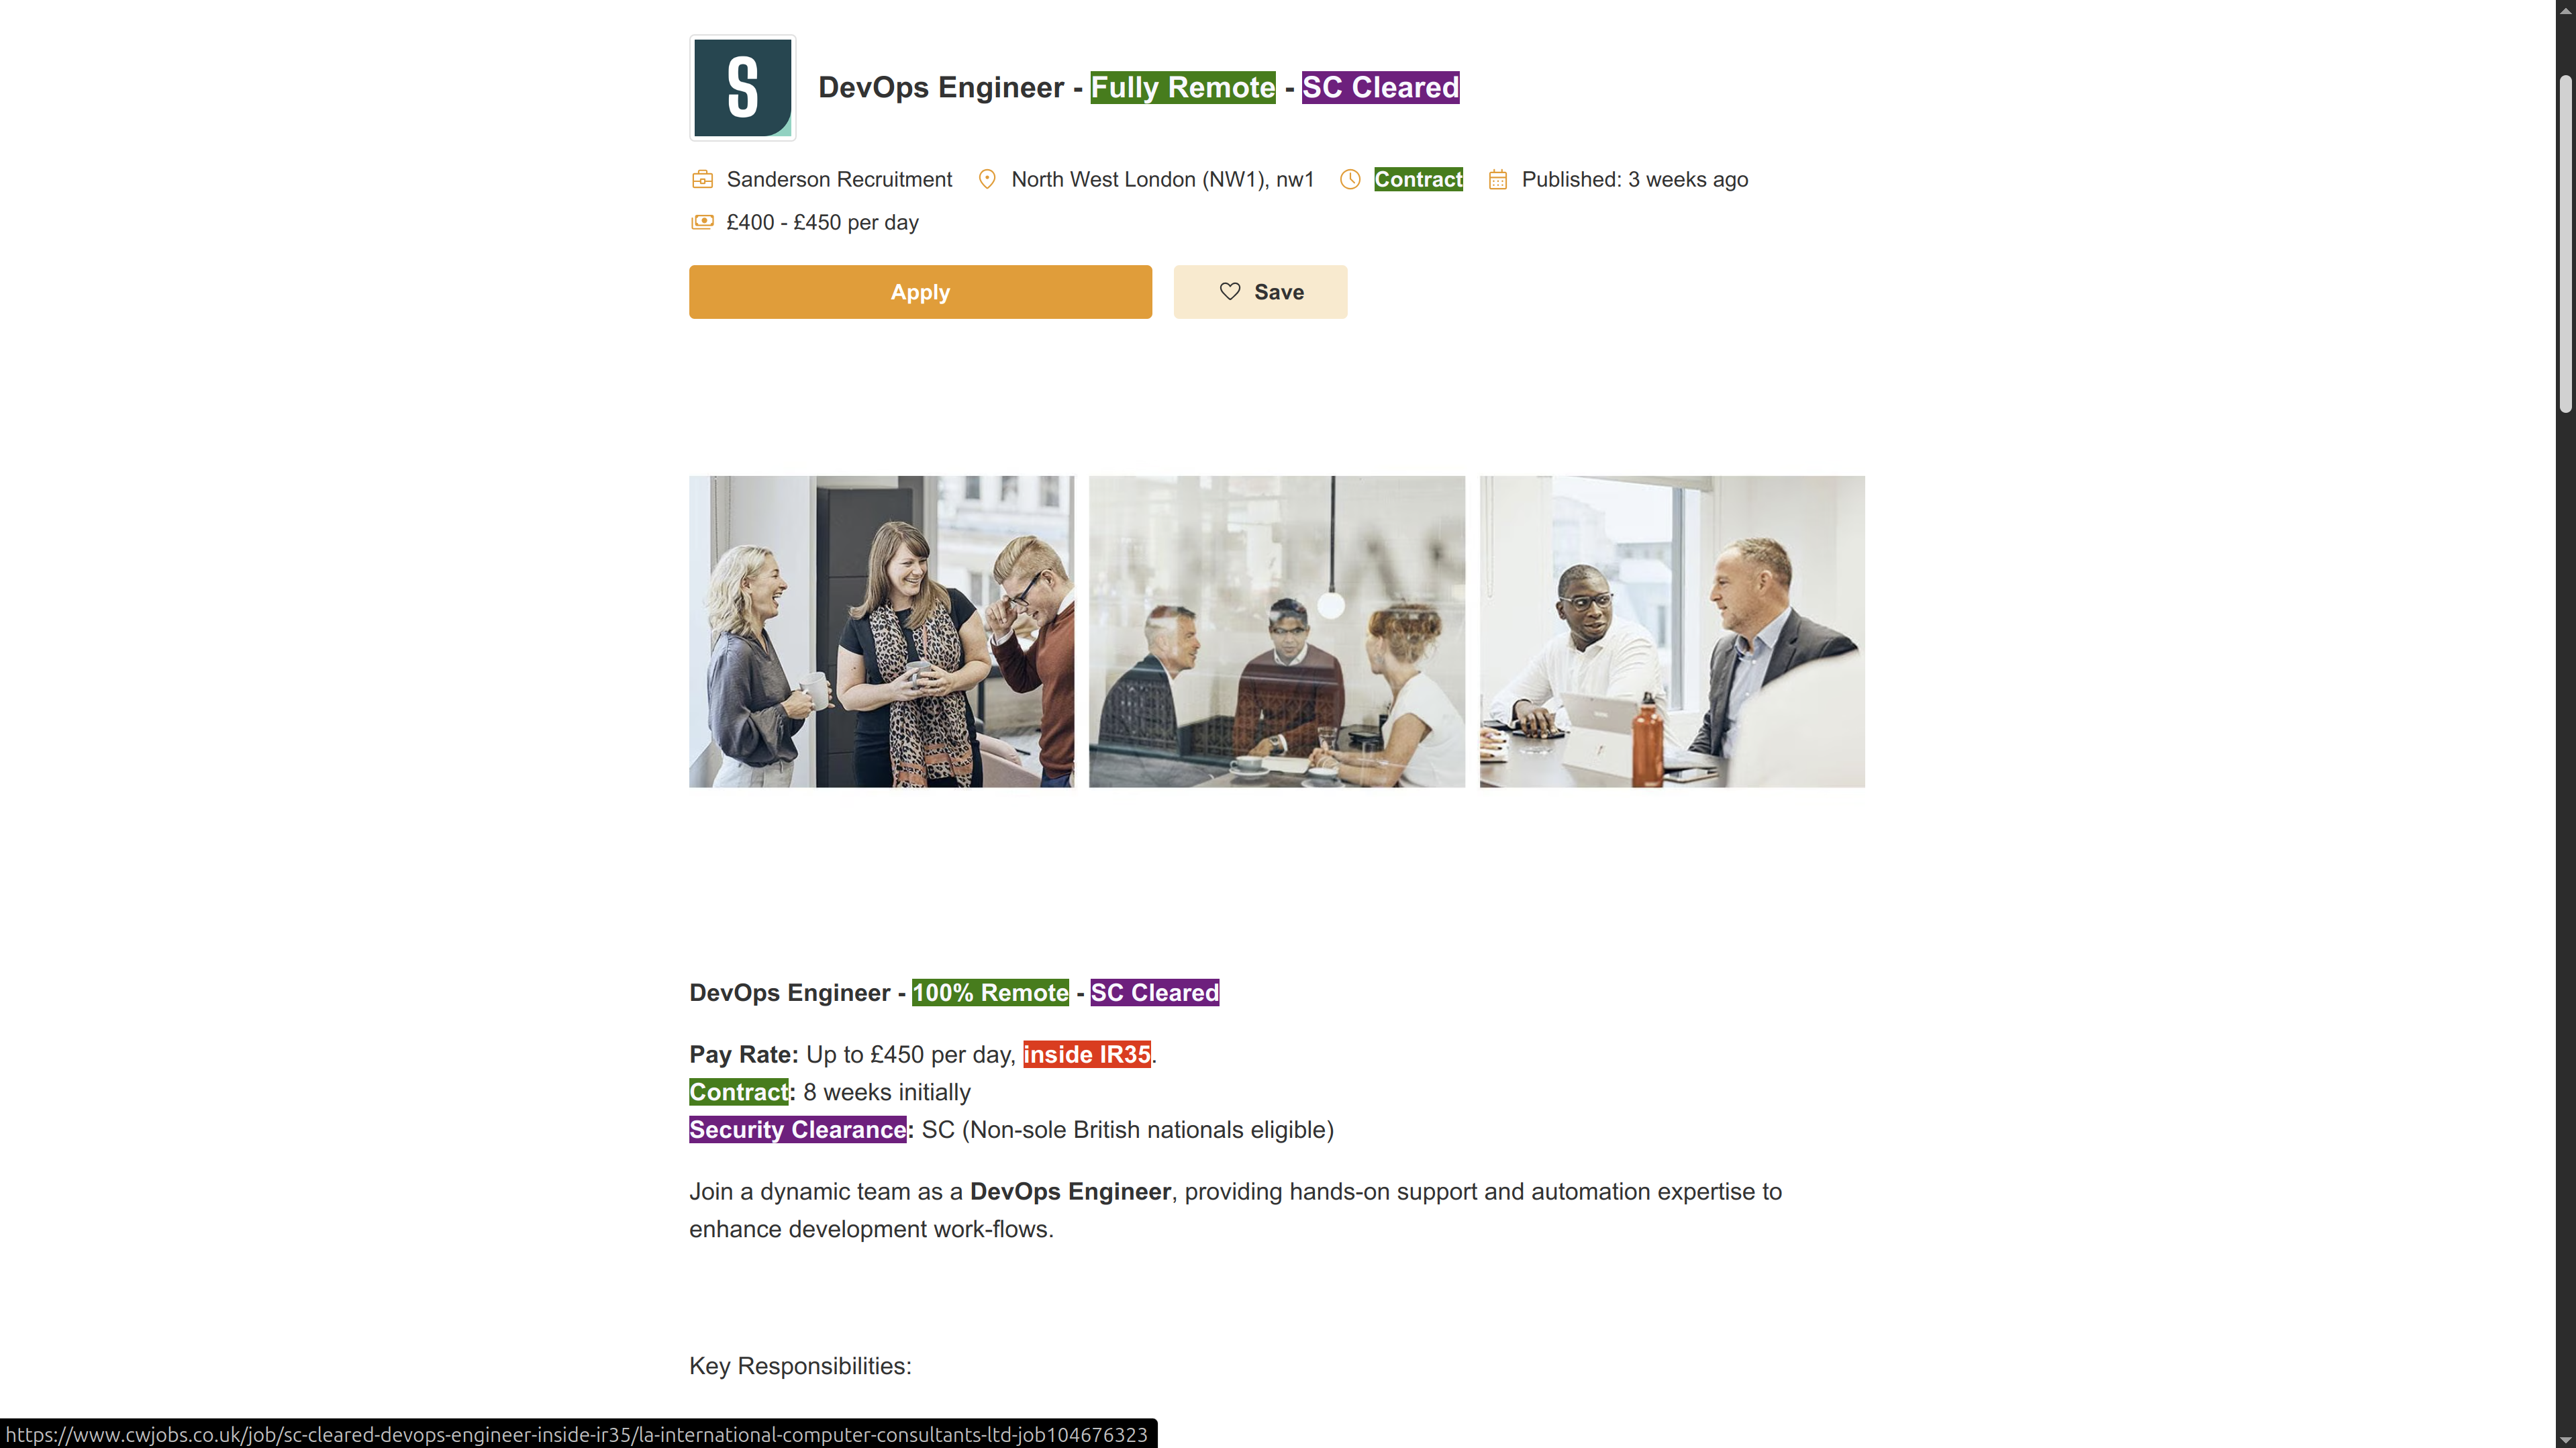 S
DevOps Engineer - Fully Remote - SC Cleared
Sanderson Recruitment North West London (NW1), nw1 Contract Published: 3 weeks ago
£400 - £450 per day
Apply Save
DevOps Engineer - 100% Remote - SC Cleared
Pay Rate: Up to £450 per day, inside IR35.
Contract: 8 weeks initially
Security Clearance: SC (Non-sole British nationals eligible)
Join a dynamic team as a DevOps Engineer, providing hands-on support and automation expertise to
enhance development work-flows.
Key Responsibilities:
https://www.cwjobs.co.uk/job/sc-cleared-devops-engineer-inside-ir35/la-international-computer-consultants-ltd-job104676323